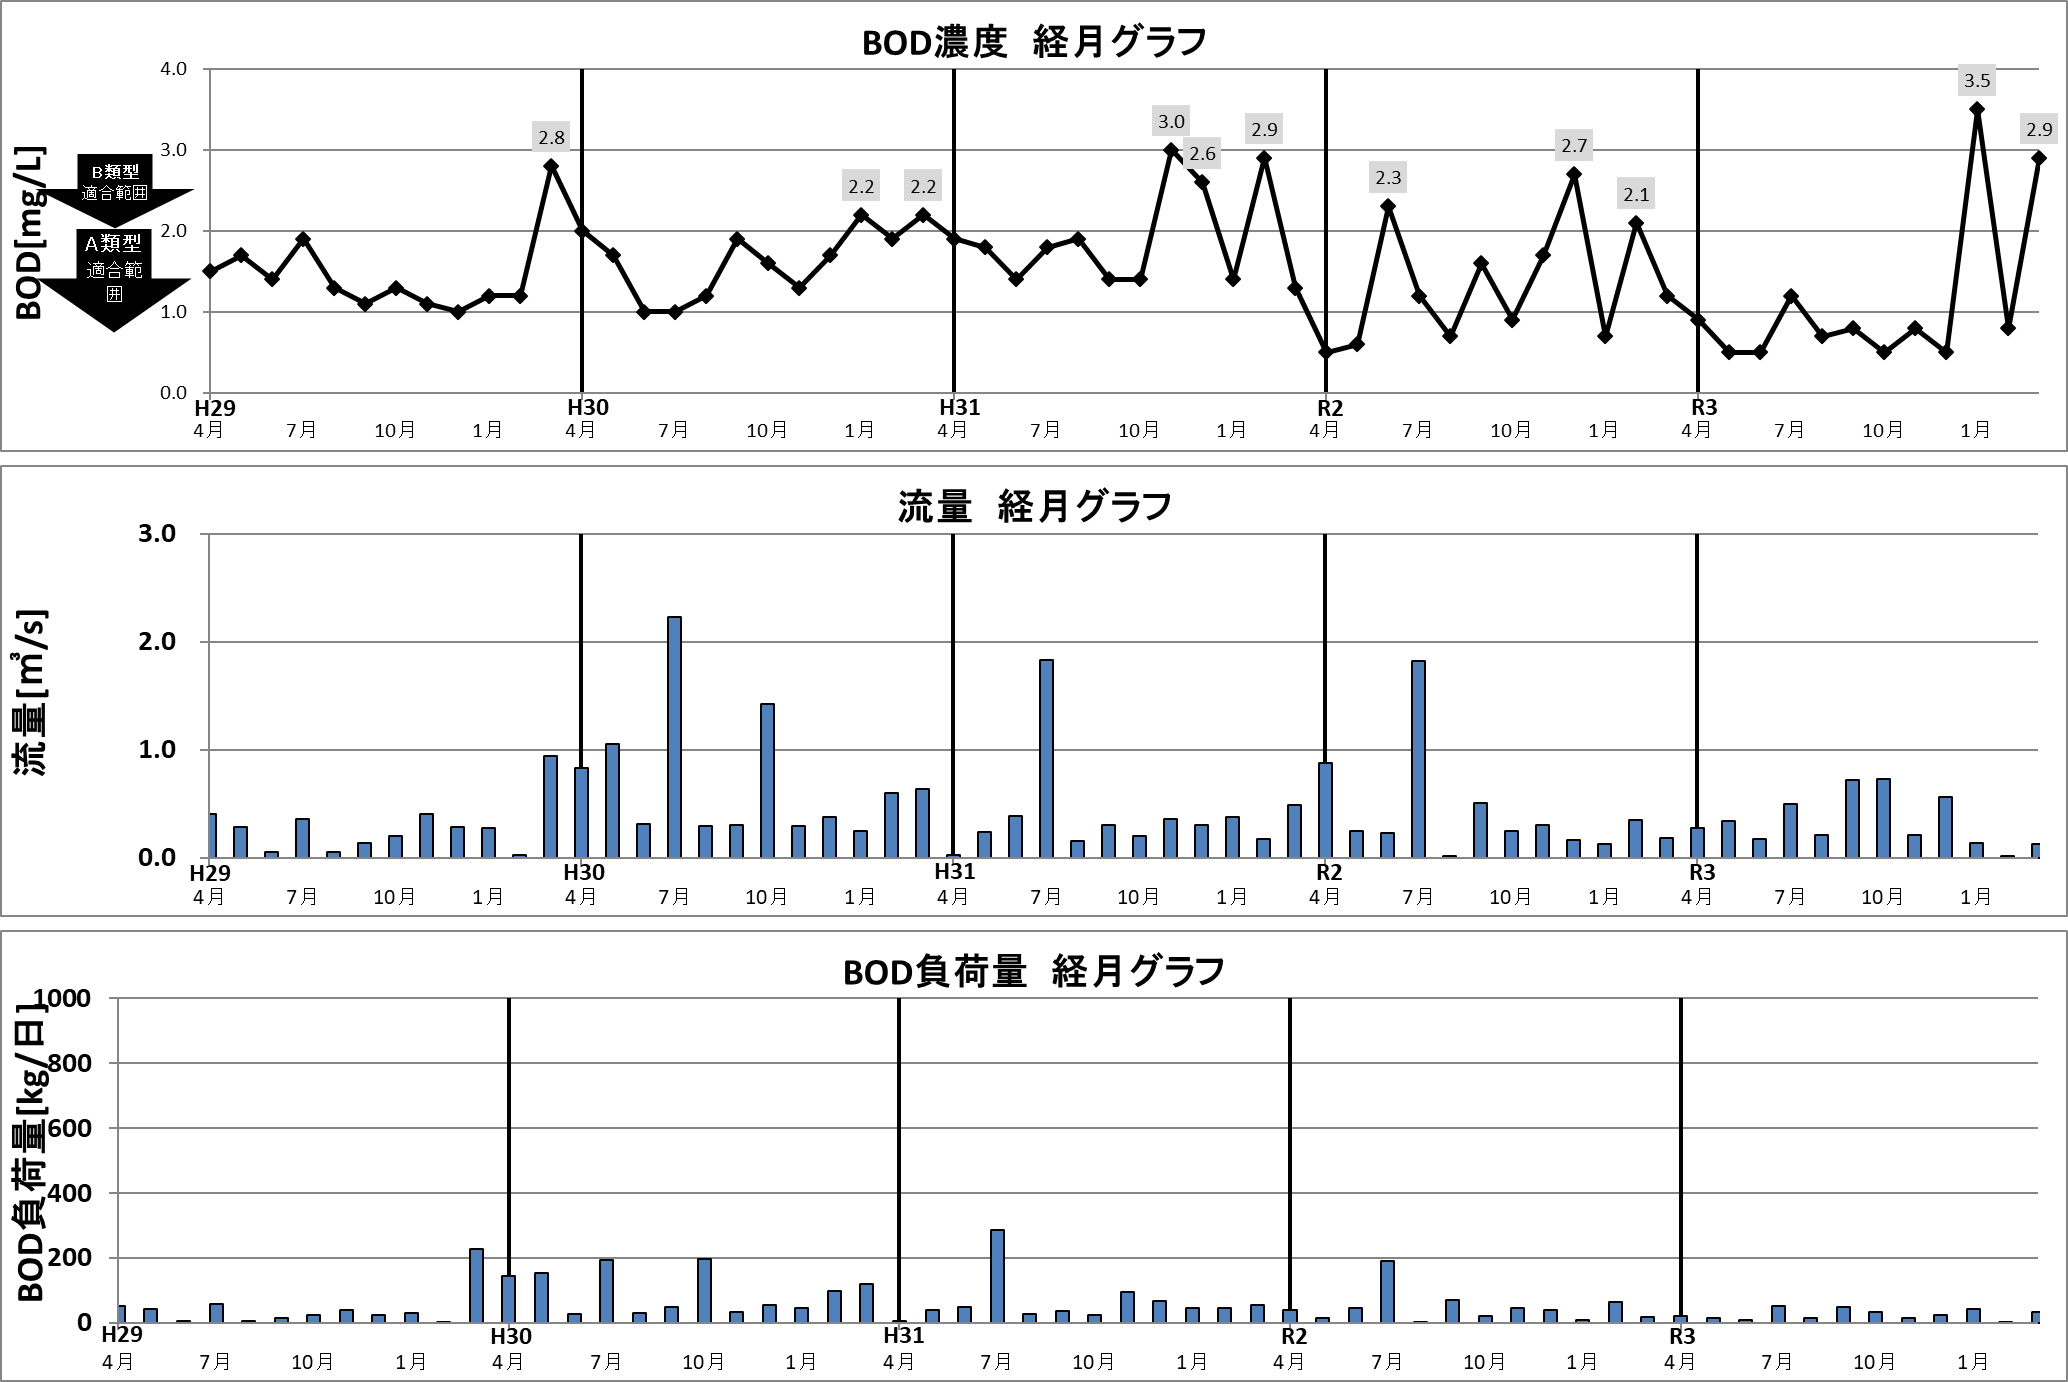 BOD濃度　経月グラフ
BOD[mg/L]
4.0
3.0
2.0
1.0
0.0
B類型
適合範囲
A類型
適合範
囲
2.8
2.2
2.2
3.0
2.6
2.9
2.3
2.7
2.1
3.5
2.9
H29 H30 H31 R2 R3
4月 7月 10月 1月 4月 7月 10月 1月 4月 7月 10月 1月 4月 7月 10月 1月 4月 7月 10月 1月
流量　経月グラフ
流量[㎥/s]
3.0
2.0
1.0
0.0
H29 H30 H31 R2 R3
4月 7月 10月 1月 4月 7月 10月 1月 4月 7月 10月 1月 4月 7月 10月 1月 4月 7月 10月 1月
BOD負荷量　経月グラフ
BOD負荷量[kg/日]
1000
800
600
400
200
0
H29 H30 H31 R2 R3
4月 7月 10月 1月 4月 7月 10月 1月 4月 7月 10月 1月 4月 7月 10月 1月 4月 7月 10月 1月